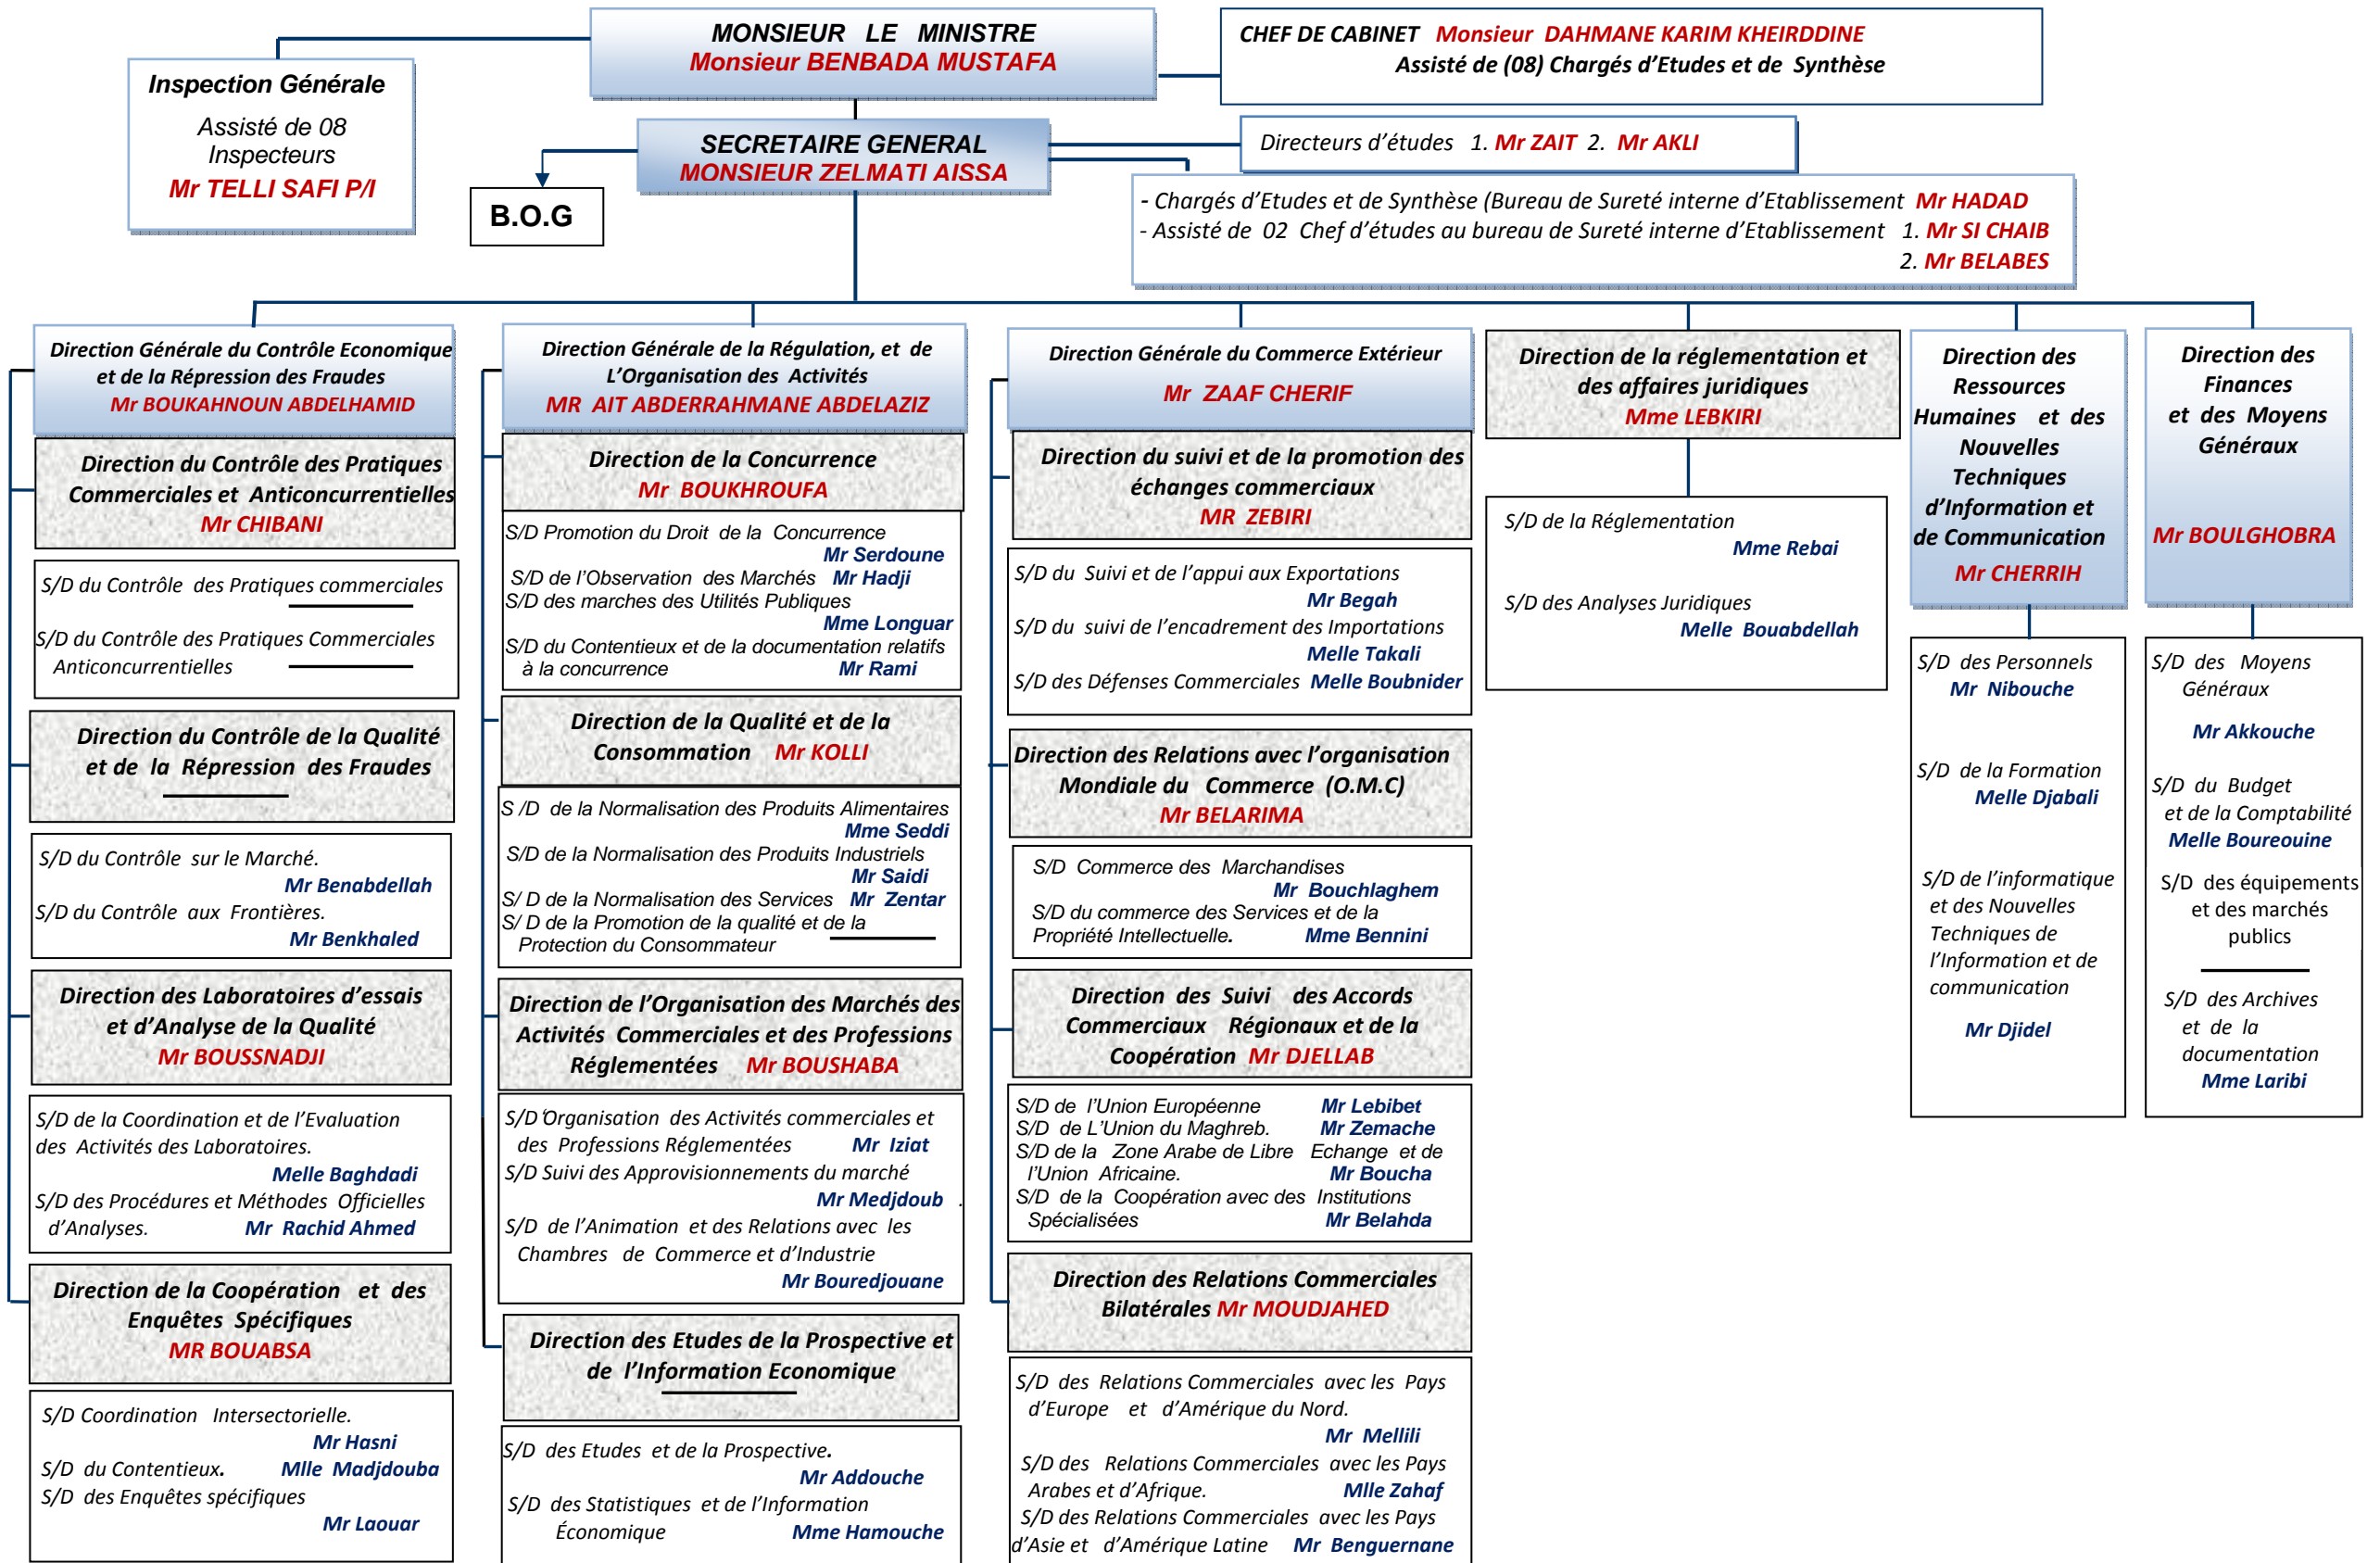 MONSIEUR LE MINISTRE
Monsieur BENBADA MUSTAFA
CHEF DE CABINET Monsieur DAHMANE KARIM KHEIRDDINE
Assisté de (08) Chargés d'Etudes et de Synthèse
Inspection Générale
Assisté de 08
Inspecteurs
Mr TELLI SAFI P/I
SECRETAIRE GENERAL
MONSIEUR ZELMATI AISSA
B.O.G
Directeurs d'études 1. Mr ZAIT 2. Mr AKLI
- Chargés d'Etudes et de Synthèse (Bureau de Sureté interne d'Etablissement Mr HADAD
- Assisté de 02 Chef d'études au bureau de Sureté interne d'Etablissement 1. Mr SI CHAIB
2. Mr BELABES
Direction Générale du Contrôle Economique
et de la Répression des Fraudes
Mr BOUKAHNOUN ABDELHAMID
Direction du Contrôle des Pratiques
Commerciales et Anticoncurrentielles
Mr CHIBANI
S/D du Contrôle des Pratiques commerciales
S/D du Contrôle des Pratiques Commerciales
Anticoncurrentielles
Direction du Contrôle de la Qualité
et de la Répression des Fraudes
S/D du Contrôle sur le Marché.
Mr Benabdellah
S/D du Contrôle aux Frontières.
Mr Benkhaled
Direction des Laboratoires d'essais
et d'Analyse de la Qualité
Mr BOUSSNADJI
S/D de la Coordination et de l'Evaluation
des Activités des Laboratoires.
Melle Baghdadi
S/D des Procédures et Méthodes Officielles
d'Analyses. Mr Rachid Ahmed
Direction de la Coopération et des
Enquêtes Spécifiques
MR BOUABSA
S/D Coordination Intersectorielle.
Mr Hasni
S/D du Contentieux. Mlle Madjdouba
S/D des Enquêtes spécifiques
Mr Laouar
Direction Générale de la Régulation, et de
L'Organisation des Activités
MR AIT ABDERRAHMANE ABDELAZIZ
Direction de la Concurrence
Mr BOUKHROUFA
S/D Promotion du Droit de la Concurrence
Mr Serdoune
S/D de l'Observation des Marchés Mr Hadji
S/D des marches des Utilités Publiques
Mme Longuar
S/D du Contentieux et de la documentation relatifs
à la concurrence Mr Rami
Direction de la Qualité et de la
Consommation Mr KOLLI
S /D de la Normalisation des Produits Alimentaires
Mme Seddi
S/D de la Normalisation des Produits Industriels
Mr Saidi
S/ D de la Normalisation des Services Mr Zentar
S/ D de la Promotion de la qualité et de la
Protection du Consommateur
Direction de l'Organisation des Marchés des
Activités Commerciales et des Professions
Réglementées Mr BOUSHABA
S/D 'Organisation des Activités commerciales et
des Professions Réglementées Mr Iziat
S/D Suivi des Approvisionnements du marché
Mr Medjdoub .
S/D de l'Animation et des Relations avec les
Chambres de Commerce et d'Industrie
Mr Bouredjouane
Direction des Etudes de la Prospective et
de l'Information Economique
S/D des Etudes et de la Prospective.
Mr Addouche
S/D des Statistiques et de l'Information
Économique Mme Hamouche
Direction Générale du Commerce Extérieur
Mr ZAAF CHERIF
Direction du suivi et de la promotion des
échanges commerciaux
MR ZEBIRI
S/D du Suivi et de l'appui aux Exportations
Mr Begah
S/D du suivi de l'encadrement des Importations
Melle Takali
S/D des Défenses Commerciales Melle Boubnider
Direction des Relations avec l'organisation
Mondiale du Commerce (O.M.C)
Mr BELARIMA
S/D Commerce des Marchandises
Mr Bouchlaghem
S/D du commerce des Services et de la
Propriété Intellectuelle. Mme Bennini
Direction des Suivi des Accords
Commerciaux Régionaux et de la
Coopération Mr DJELLAB
S/D de l'Union Européenne Mr Lebibet
S/D de L'Union du Maghreb. Mr Zemache
S/D de la Zone Arabe de Libre Echange et de
l'Union Africaine. Mr Boucha
S/D de la Coopération avec des Institutions
Spécialisées Mr Belahda
Direction des Relations Commerciales
Bilatérales Mr MOUDJAHED
S/D des Relations Commerciales avec les Pays
d'Europe et d'Amérique du Nord.
Mr Mellili
S/D des Relations Commerciales avec les Pays
Arabes et d'Afrique. Mlle Zahaf
S/D des Relations Commerciales avec les Pays
d'Asie et d'Amérique Latine Mr Benguernane
Direction de la réglementation et
des affaires juridiques
Mme LEBKIRI
S/D de la Réglementation
Mme Rebai
S/D des Analyses Juridiques
Melle Bouabdellah
Direction des
Ressources
Humaines et des
Nouvelles
Techniques
d'Information et
de Communication
Mr CHERRIH
S/D des Personnels
Mr Nibouche
S/D de la Formation
Melle Djabali
S/D de l'informatique
et des Nouvelles
Techniques de
l'Information et de
communication
Mr Djidel
Direction des
Finances
et des Moyens
Généraux
Mr BOULGHOBRA
S/D des Moyens
Généraux
Mr Akkouche
S/D du Budget
et de la Comptabilité
Melle Boureouine
S/D des équipements
et des marchés
publics
S/D des Archives
et de la
documentation
Mme Laribi